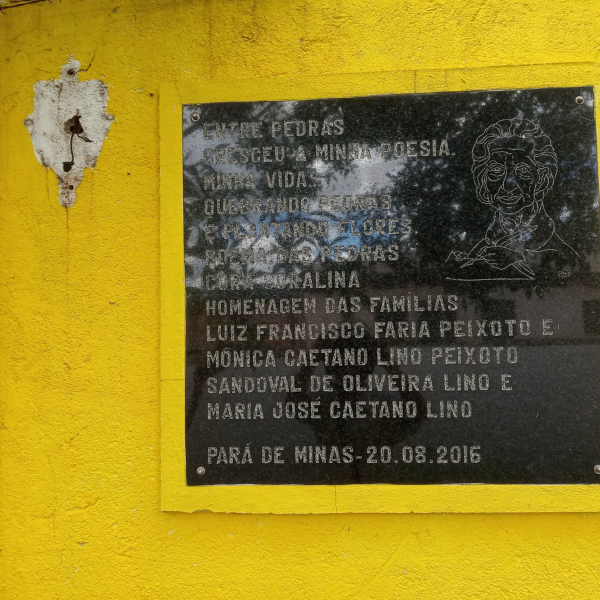 ENTRE PEDRAS
CRESCEU A MINHA POESIA.
MINHA VIDA...
QUEBRANDO PEDRAS
E PLANTANDO FLORES
POEMA DAS PEDRAS
CORA CORALINA
HOMENAGEM DAS FAMÍLIAS
LUIZ FRANCISCO FARIA PEIXOTO E
MÔNICA CAETANO LINO PEIXOTO
SANDOVAL DE OLIVEIRA LINO E
MARIA JOSÉ CAETANO LINO
PARÁ DE MINAS-20.08.2016